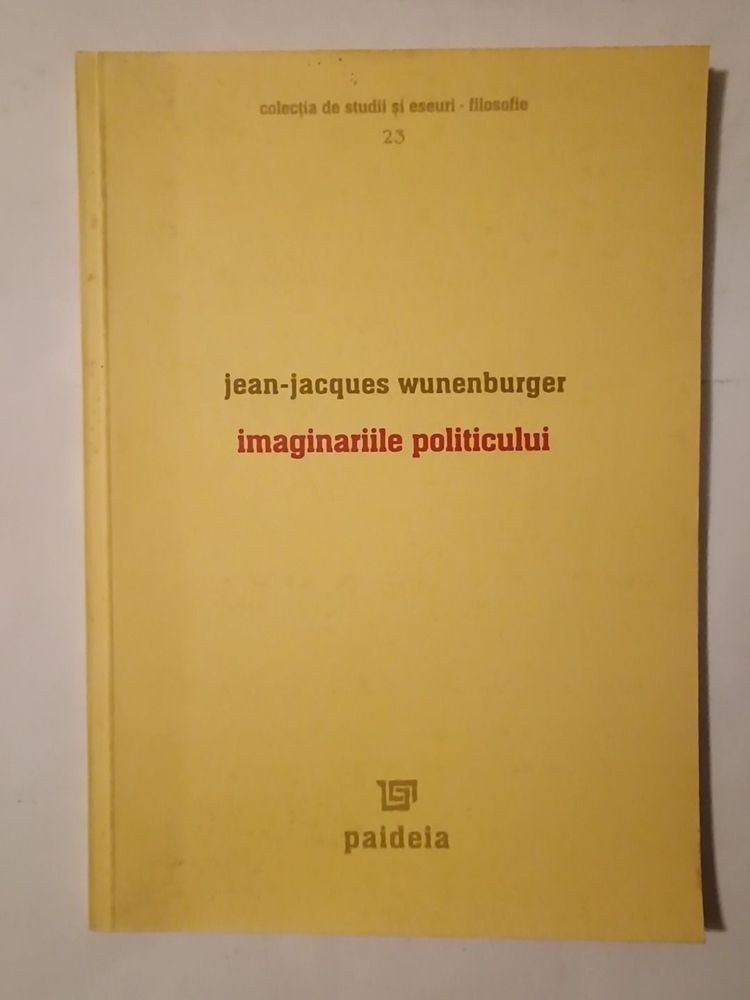 colecția de studii și eseuri - filosofie
23
jean-jacques wunenburger
imaginariile politicului
paideia